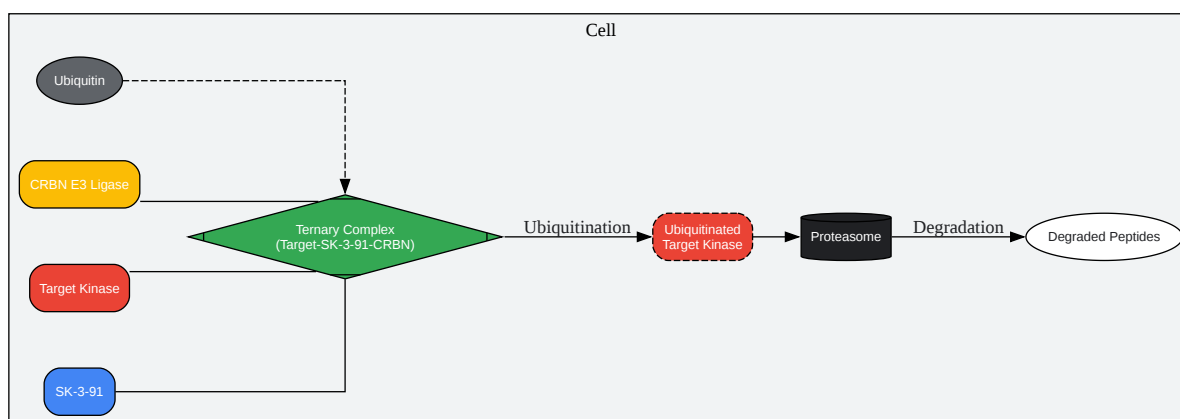 Cell
Ubiquitin
CRBN E3 Ligase
Target Kinase
SK-3-91
Ternary Complex
(Target-SK-3-91-CRBN)
Ubiquitination
Ubiquitinated
Target Kinase
Proteasome
Degradation
Degraded Peptides